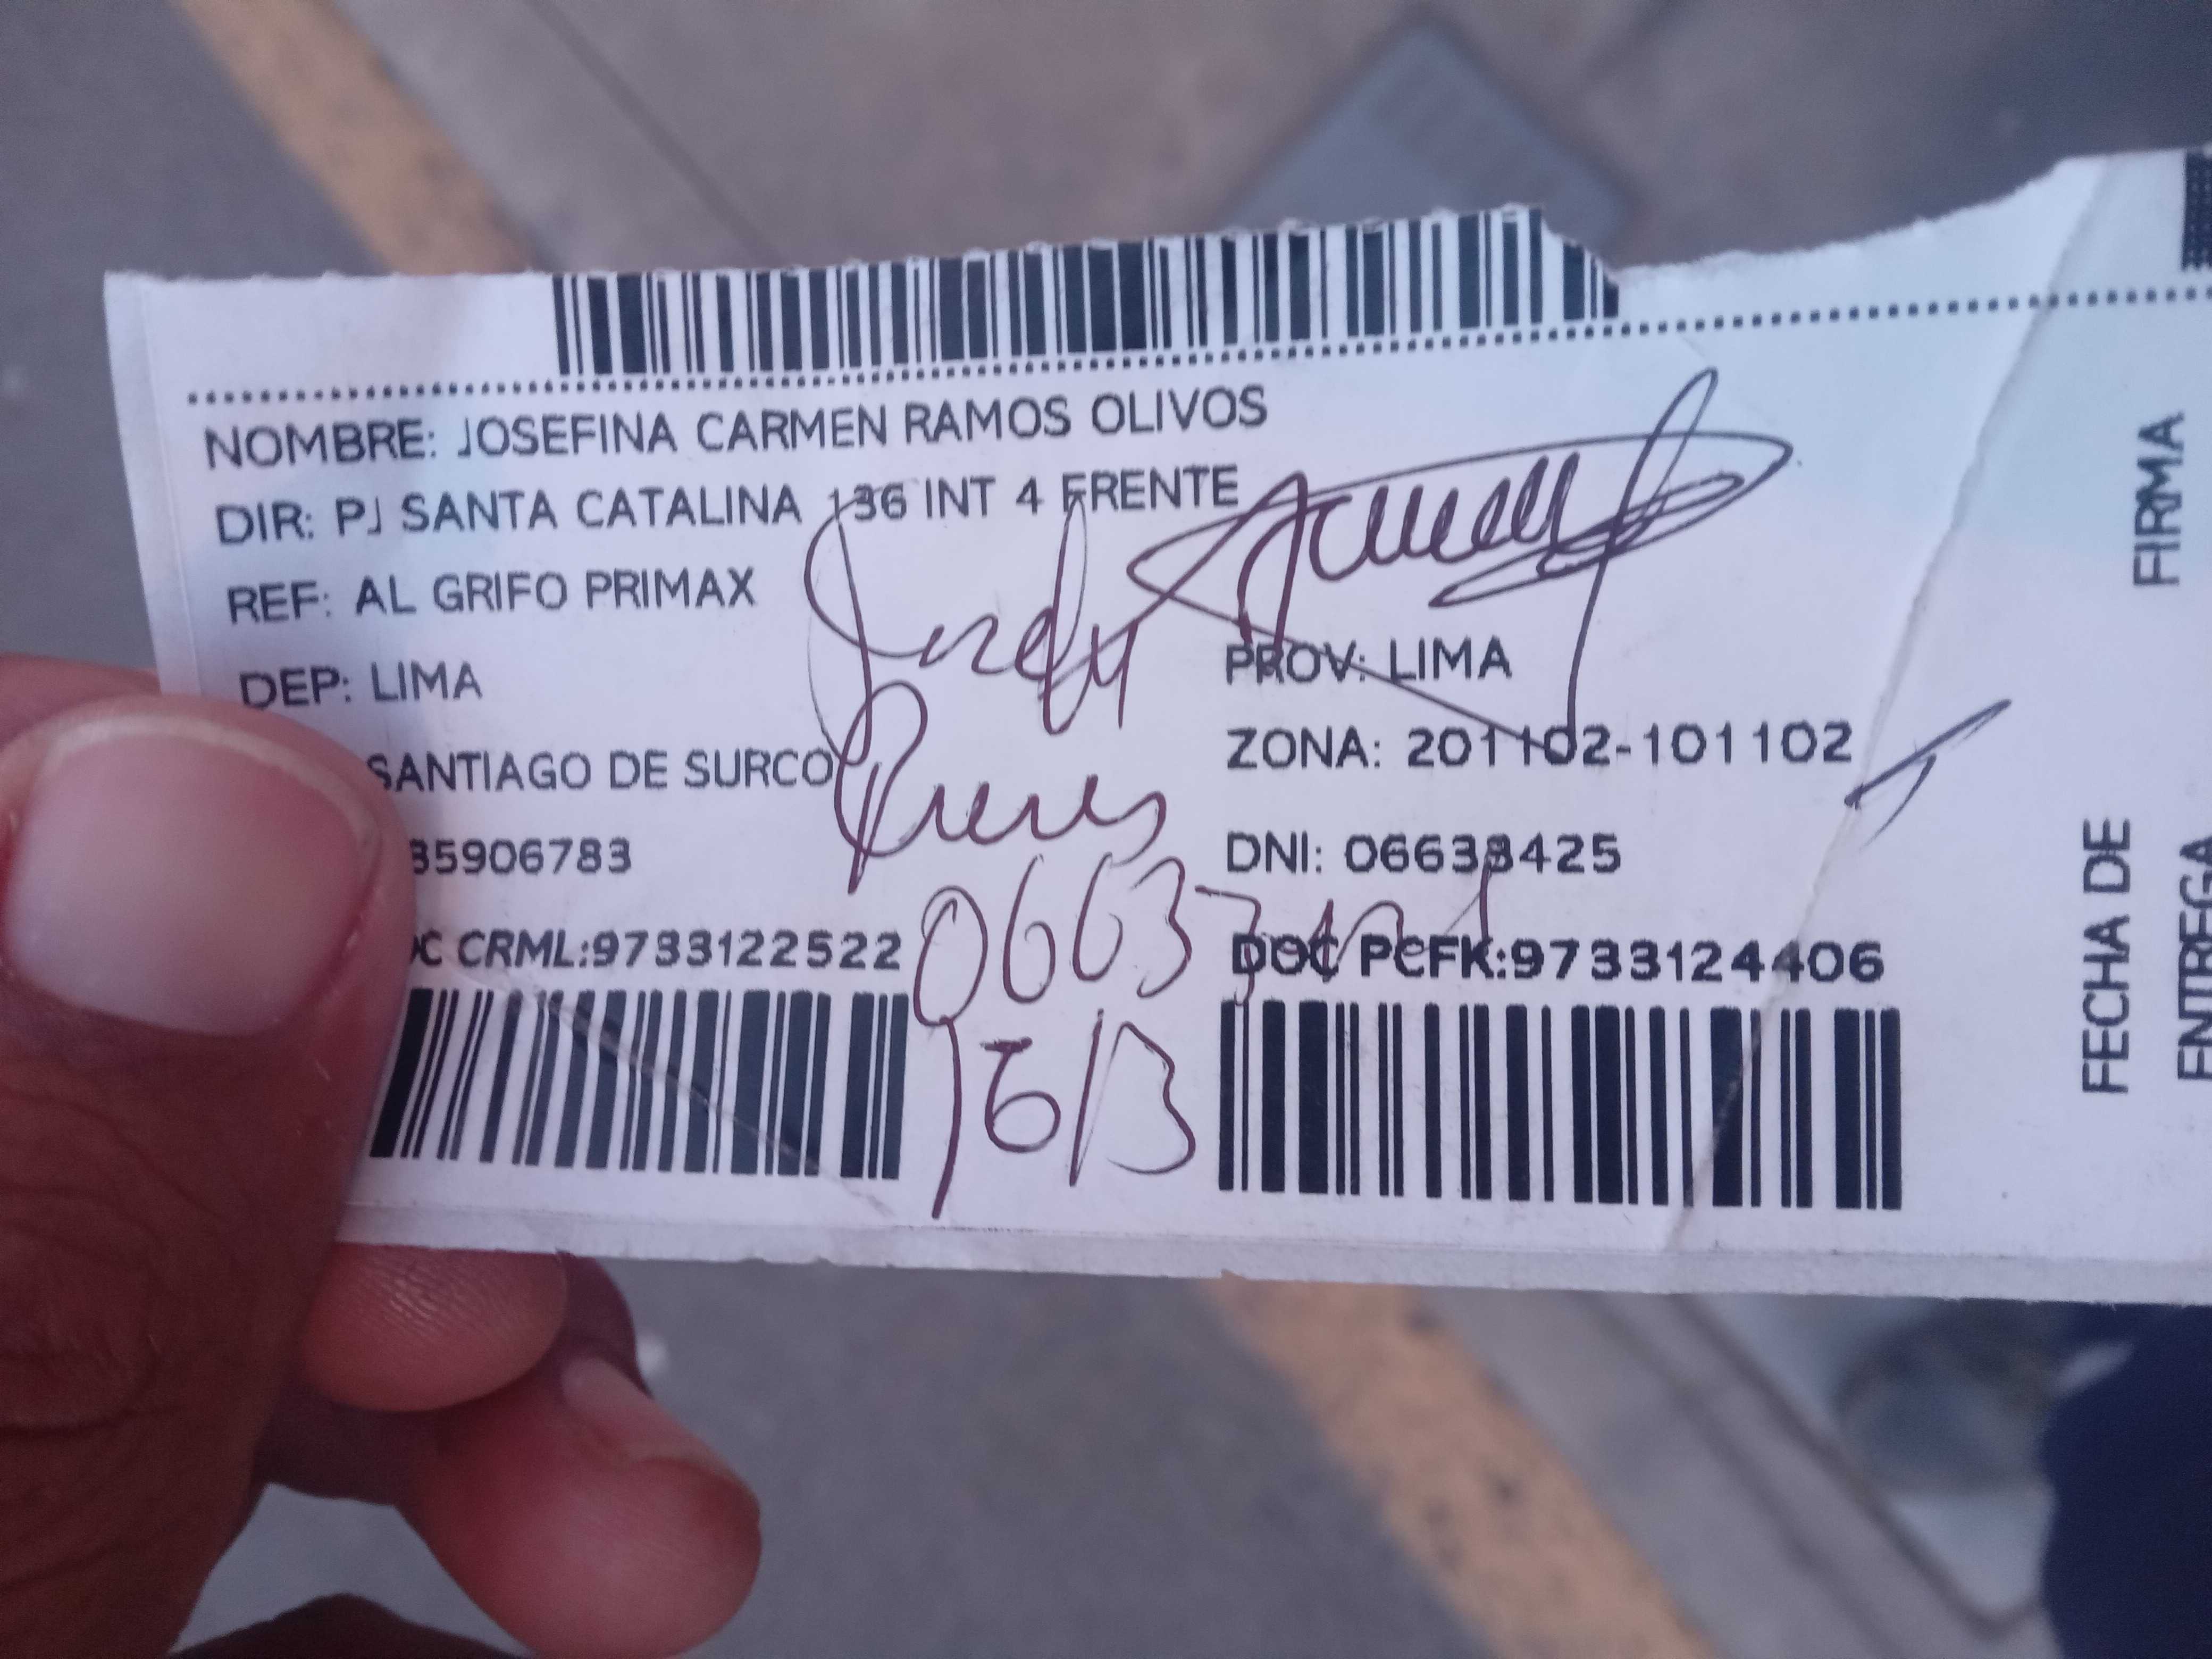 NOMBRE: JOSEFINA CARMEN RAMOS OLIVOS
DIR: PJ SANTA CATALINA 136 INT 4 FRENTE
REF: AL GRIFO PRIMAX
DEP: LIMA
PROV: LIMA
SANTIAGO DE SURCO
ZONA: 201102-101102
35906783
DNI: 06638425
C CRML:9733122522
DOC PCFK:9733124406
0663
16/3
FIRMA
FECHA DE
ENTREGA